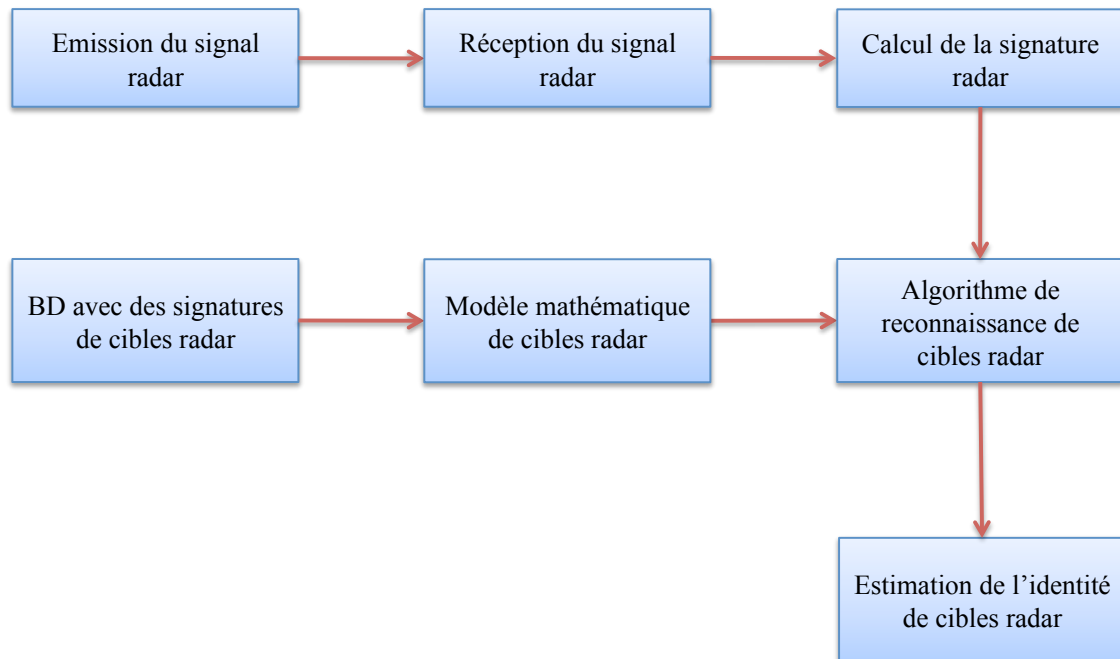 Emission du signal
radar
Réception du signal
radar
Calcul de la signature
radar
BD avec des signatures
de cibles radar
Modèle mathématique
de cibles radar
Algorithme de
reconnaissance de
cibles radar
Estimation de l’identité
de cibles radar